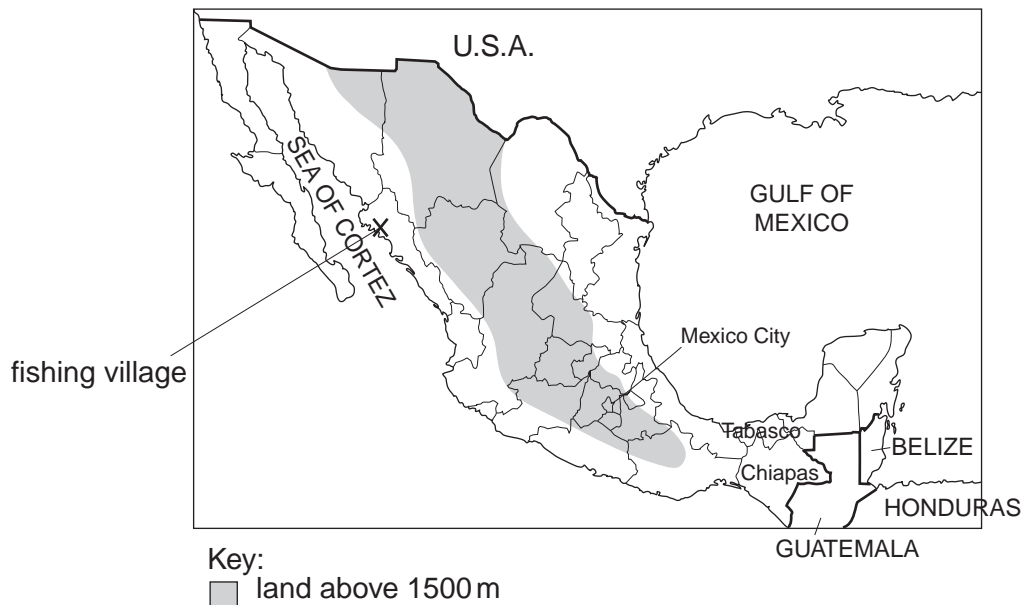 U.S.A.
SEA OF CORTEZ
GULF OF
MEXICO
Mexico City
fishing village
Tabasco
BELIZE
Chiapas
HONDURAS
GUATEMALA
Key:
land above 1500 m